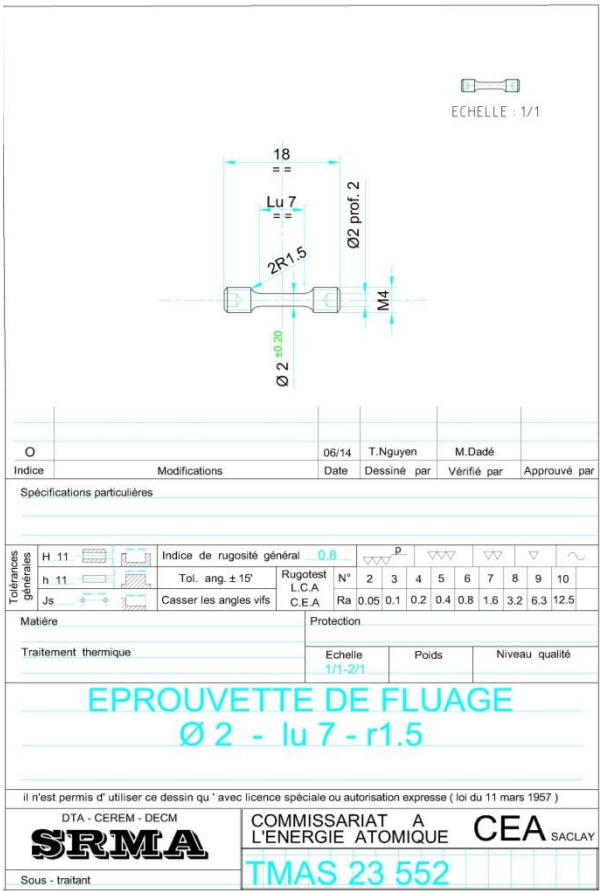 ECHELLE : 1/1
18
= =
Lu 7
= =
Ø2 prof. 2
2R1.5
M4
Ø 2 ±0.20
O 06/14 T.Nguyen M.Dadé
Indice Modifications Date Dessiné par Vérifié par Approuvé par
Spécifications particulières
Tolérances générales
H 11 Indice de rugosité général 0.8 p
h 11 Tol. ang. ± 15' Rugotest L.C.A N° 2 3 4 5 6 7 8 9 10
Js Casser les angles vifs C.E.A Ra 0.05 0.1 0.2 0.4 0.8 1.6 3.2 6.3 12.5
Matière Protection
Traitement thermique Echelle Poids Niveau qualité
1/1-2/1
EPROUVETTE DE FLUAGE
Ø 2 - lu 7 - r1.5
il n'est permis d' utiliser ce dessin qu ' avec licence spéciale ou autorisation expresse ( loi du 11 mars 1957 )
DTA - CEREM - DECM
SRMA
COMMISSARIAT A
L'ENERGIE ATOMIQUE
CEA SACLAY
Sous - traitant
TMAS 23 552